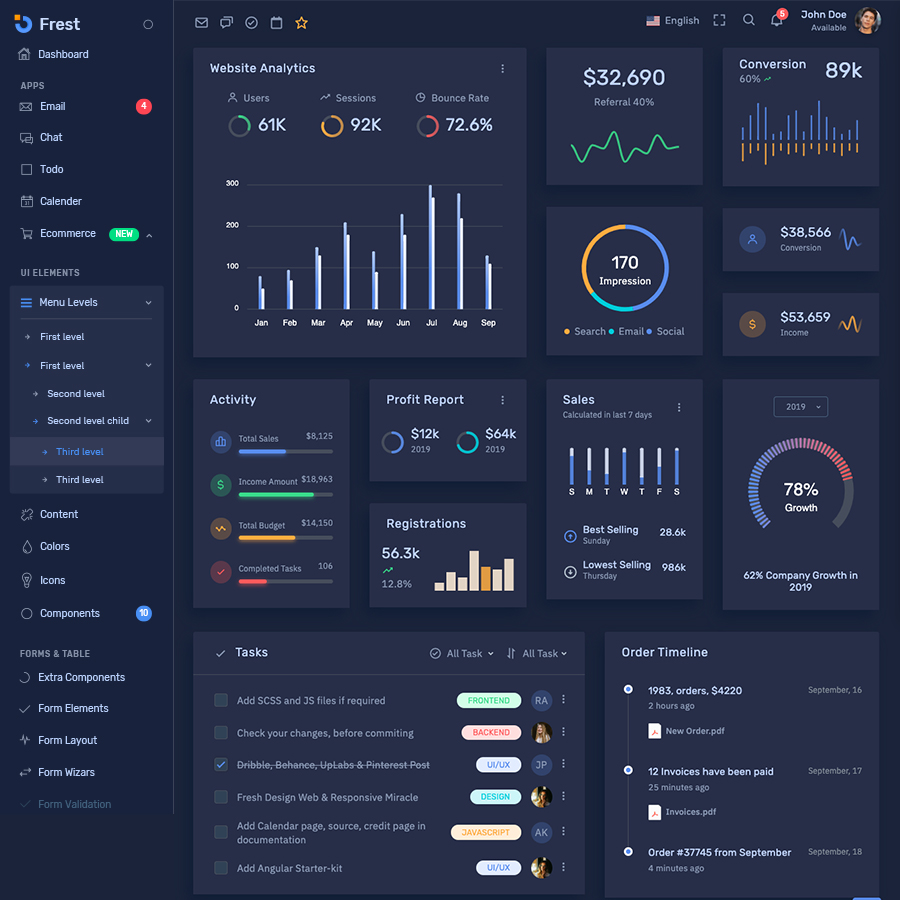 Frest
Dashboard
APPS
Email
4
Chat
Todo
Calender
Ecommerce
NEW
UI ELEMENTS
Menu Levels
First level
First level
Second level
Second level child
Third level
Third level
Content
Colors
Icons
Components
10
FORMS & TABLE
Extra Components
Form Elements
Form Layout
Form Wizars
Form Validation
English
5
John Doe
Available
Website Analytics
Users
61K
Sessions
92K
Bounce Rate
72.6%
300
200
100
0
Jan Feb Mar Apr May Jun Jul Aug Sep
$32,690
Referral 40%
Conversion
60%
89k
170
Impression
Search Email Social
$38,566
Conversion
$
$53,659
Income
Activity
Total Sales $8,125
$
Income Amount $18,963
Total Budget $14,150
Completed Tasks 106
Profit Report
$12k
2019
$64k
2019
Registrations
56.3k
12.8%
Sales
Calculated in last 7 days
S M T W T F S
Best Selling
Sunday
28.6k
Lowest Selling
Thursday
986k
2019
78%
Growth
62% Company Growth in
2019
Tasks
All Task
All Task
Add SCSS and JS files if required FRONTEND RA
Check your changes, before commiting BACKEND
Dribble, Behance, UpLabs & Pinterest Post UI/UX JP
Fresh Design Web & Responsive Miracle DESIGN
Add Calendar page, source, credit page in
documentation
JAVASCRIPT AK
Add Angular Starter-kit UI/UX
Order Timeline
1983, orders, $4220 September, 16
2 hours ago
New Order.pdf
12 Invoices have been paid September, 17
25 minutes ago
Invoices.pdf
Order #37745 from September September, 18
4 minutes ago